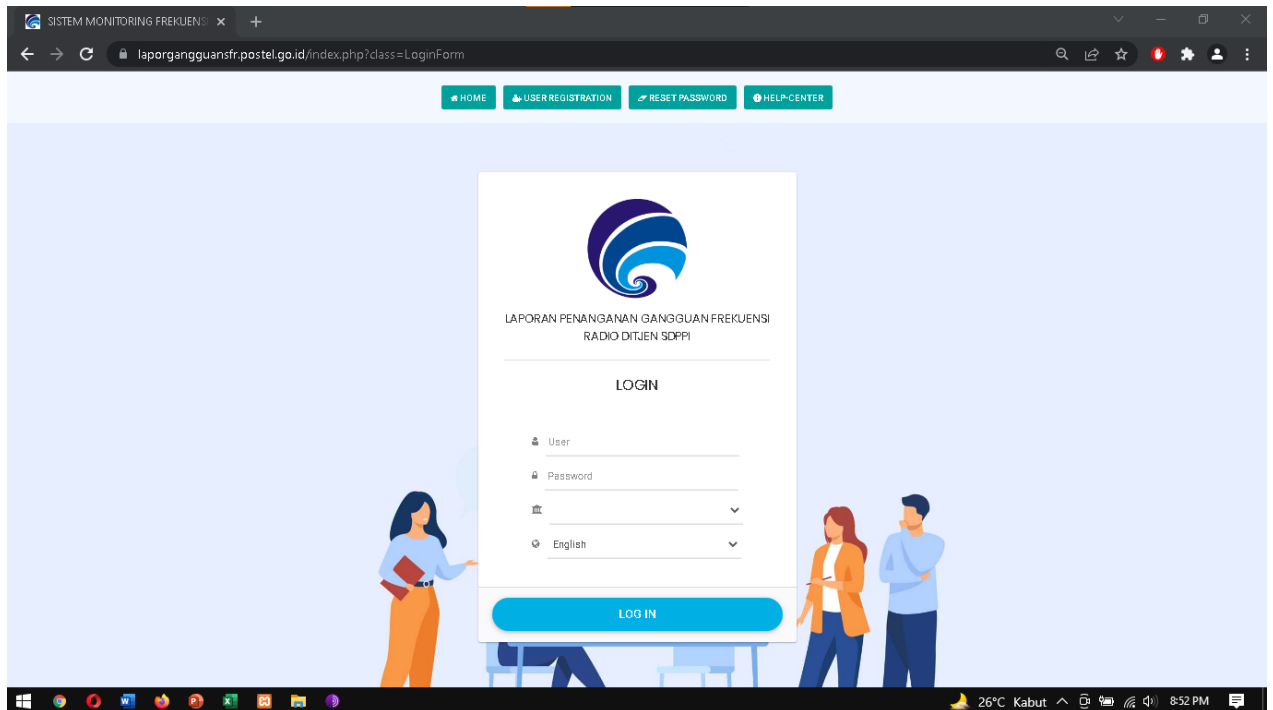 SISTEM MONITORING FREKUENS
laporgangguansfr.postel.go.id/index.php?class=LoginForm
HOME
USER REGISTRATION
RESET PASSWORD
HELP-CENTER
LAPORAN PENANGANAN GANGGUAN FREKUENSI
RADIO DITJEN SDPPI
LOGIN
User
Password
English
LOG IN
26°C Kabut
8:52 PM